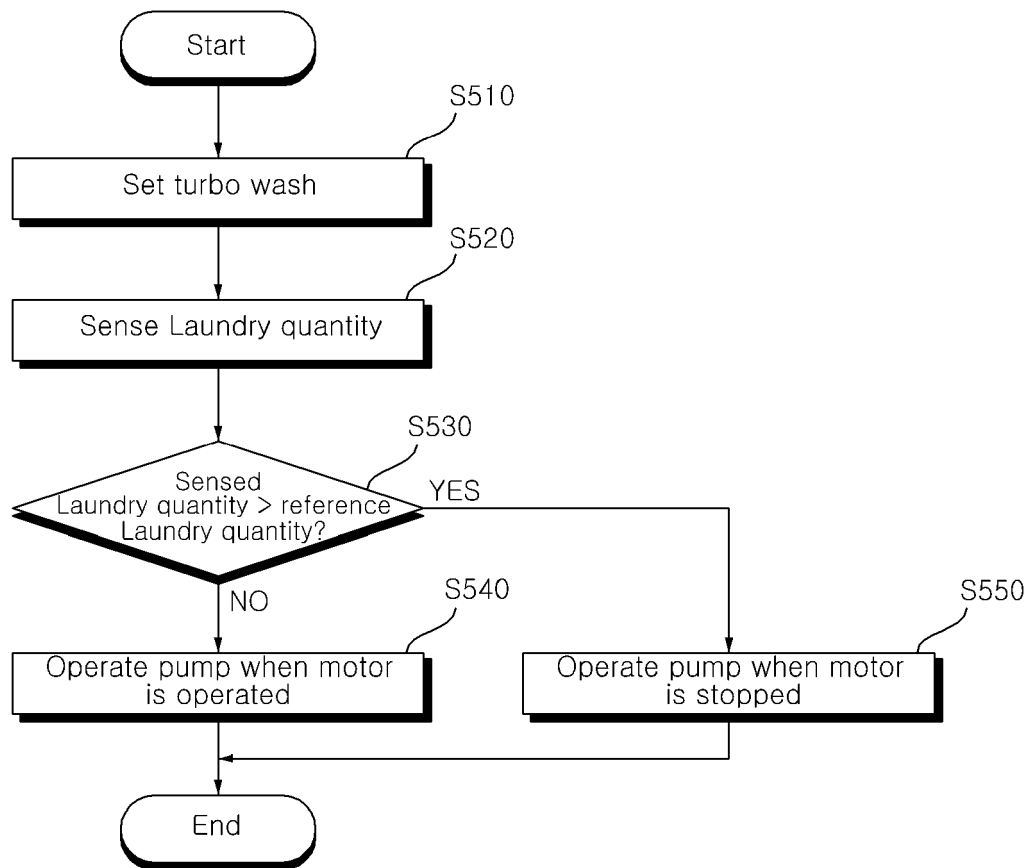 Start
S510
Set turbo wash
S520
Sense Laundry quantity
S530
Sensed
Laundry quantity > reference
Laundry quantity?
YES
NO
S540
Operate pump when motor
is operated
S550
Operate pump when motor
is stopped
End